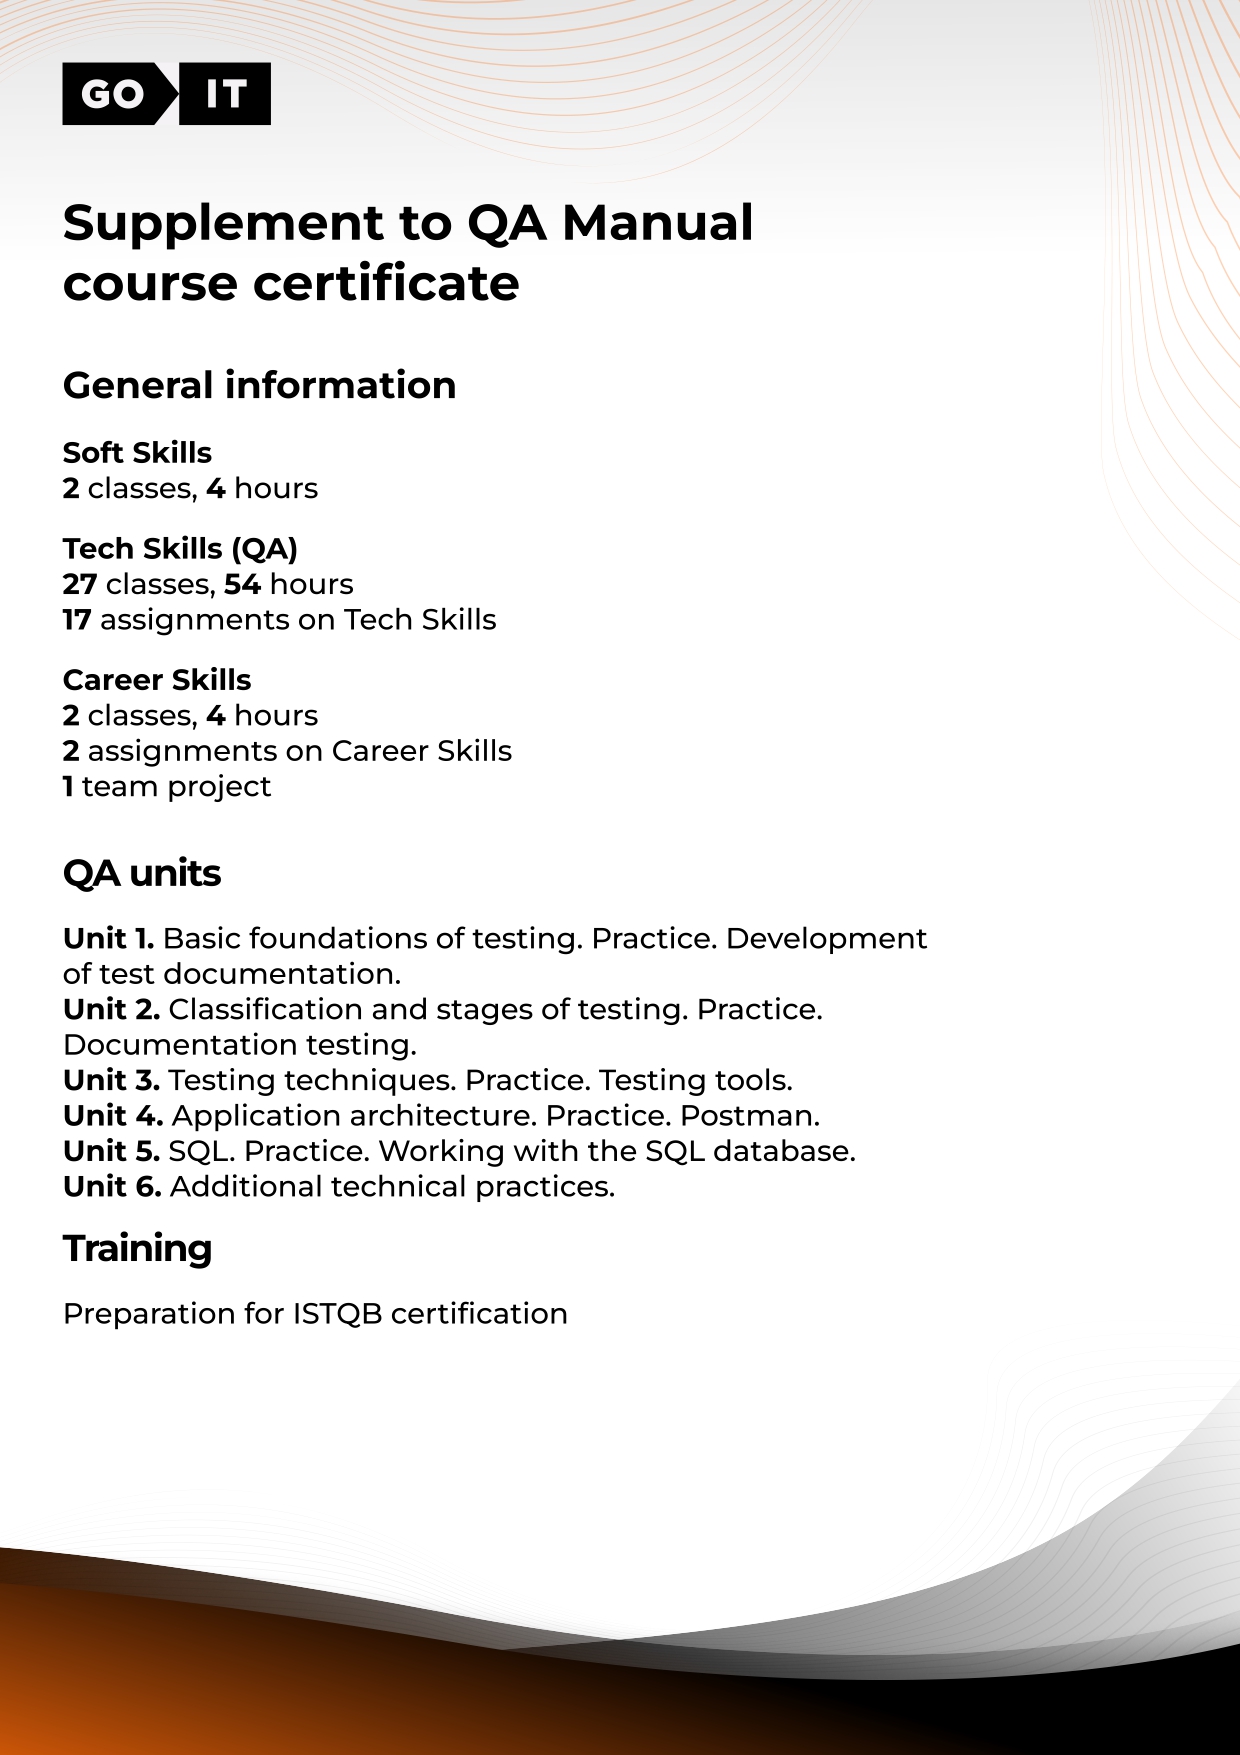 GO IT
Supplement to QA Manual
course certificate
General information
Soft Skills
2 classes, 4 hours
Tech Skills (QA)
27 classes, 54 hours
17 assignments on Tech Skills
Career Skills
2 classes, 4 hours
2 assignments on Career Skills
1 team project
QA units
Unit 1. Basic foundations of testing. Practice. Development
of test documentation.
Unit 2. Classification and stages of testing. Practice.
Documentation testing.
Unit 3. Testing techniques. Practice. Testing tools.
Unit 4. Application architecture. Practice. Postman.
Unit 5. SQL. Practice. Working with the SQL database.
Unit 6. Additional technical practices.
Training
Preparation for ISTQB certification